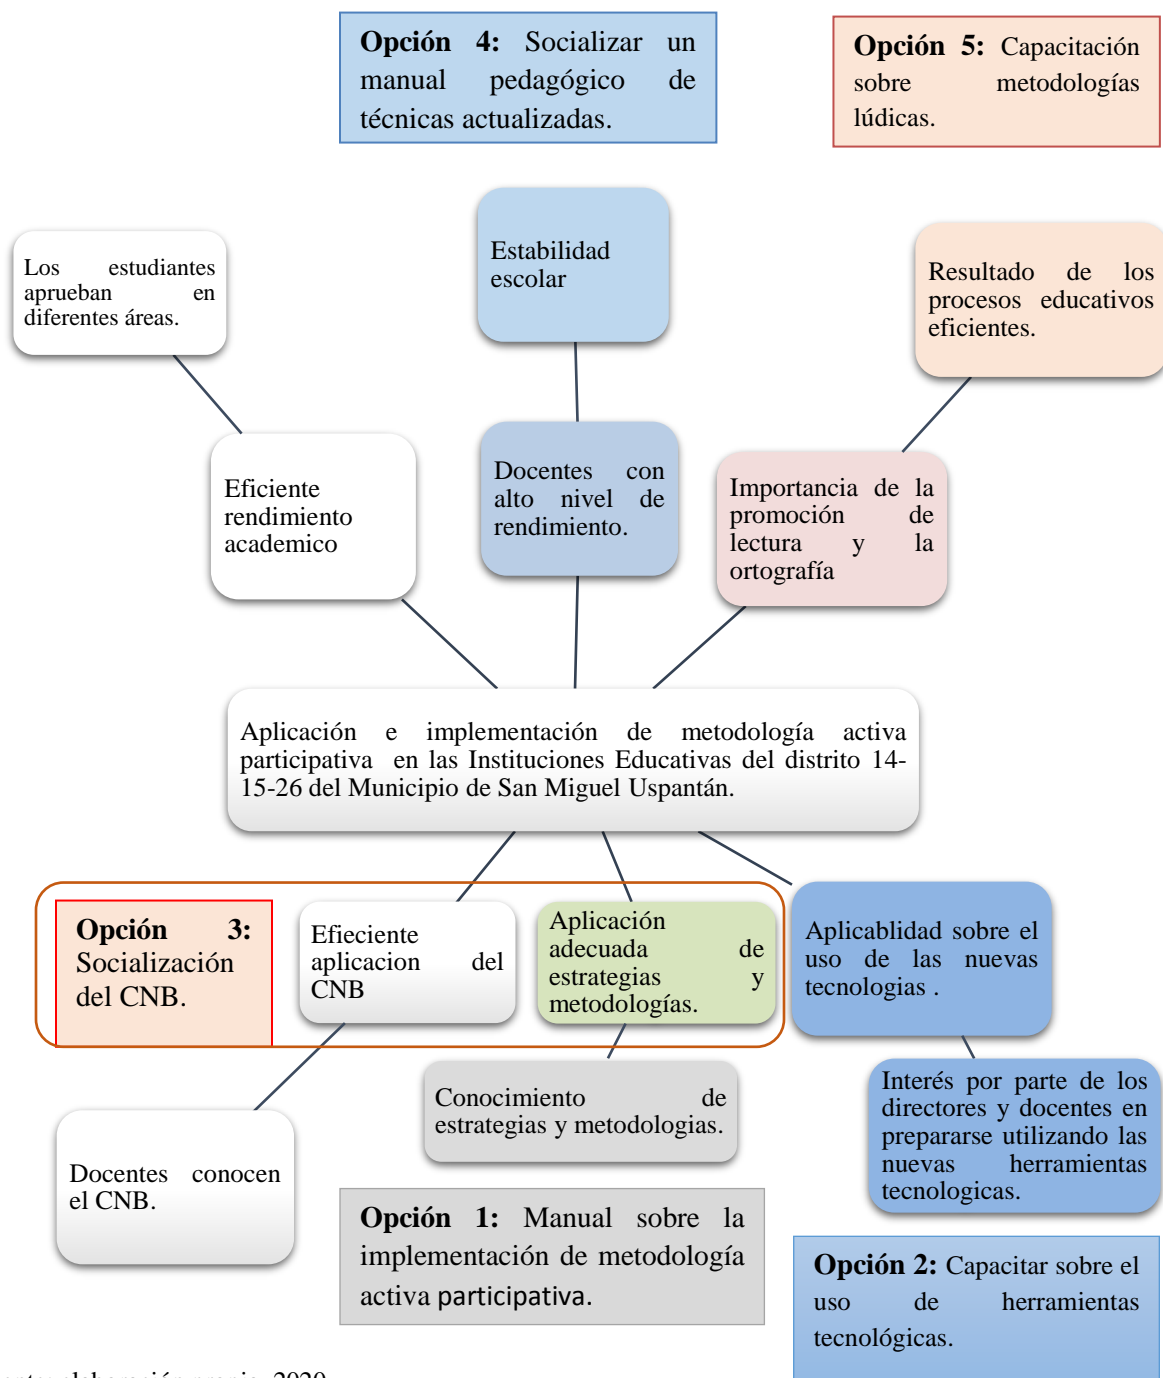 Opción 4: Socializar un
manual pedagógico de
técnicas actualizadas.
Opción 5: Capacitación
sobre metodologías
lúdicas.
Estabilidad
escolar
Los estudiantes
aprueban en
diferentes áreas.
Resultado de los
procesos educativos
eficientes.
Eficiente
rendimiento
academico
Docentes con
alto nivel de
rendimiento.
Importancia de la
promoción de
lectura y la
ortografía
Aplicación e implementación de metodología activa
participativa en las Instituciones Educativas del distrito 14-
15-26 del Municipio de San Miguel Uspantán.
Opción 3:
Socialización
del CNB.
Efieciente
aplicacion del
CNB
Aplicación
adecuada de
estrategias y
metodologías.
Aplicablidad sobre el
uso de las nuevas
tecnologias .
Conocimiento de
estrategias y metodologias.
Interés por parte de los
directores y docentes en
prepararse utilizando las
nuevas herramientas
tecnologicas.
Docentes conocen
el CNB.
Opción 1: Manual sobre la
implementación de metodología
activa participativa.
Opción 2: Capacitar sobre el
uso de herramientas
tecnológicas.